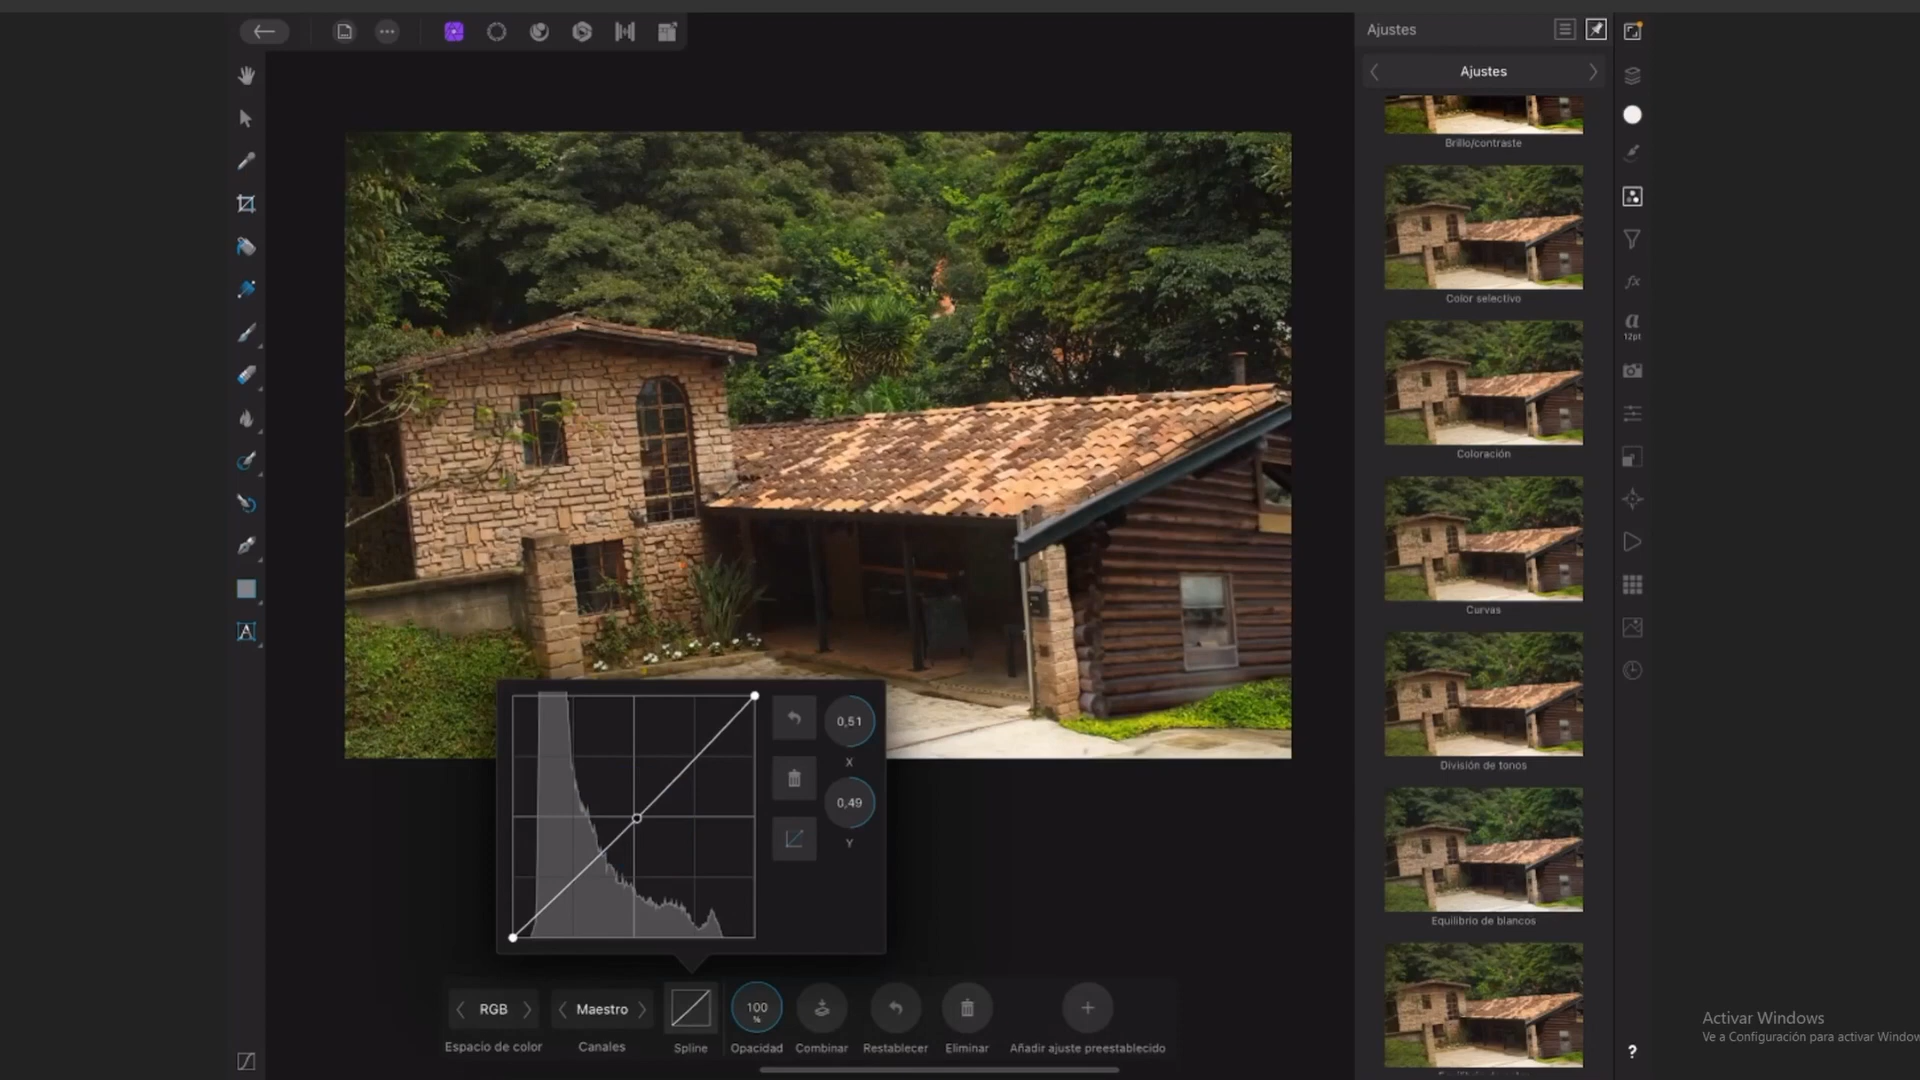 Ajustes
Ajustes
Brillo/contraste
Color selectivo
Coloración
Curvas
División de tonos
Equilibrio de blancos
fx
a
12pt
0,51
X
0,49
Y
RGB
Maestro
100
%
Espacio de color
Canales
Spline
Opacidad
Combinar
Restablecer
Eliminar
Añadir ajuste preestablecido
A
Activar Windows
Ve a Configuración para activar Window
?